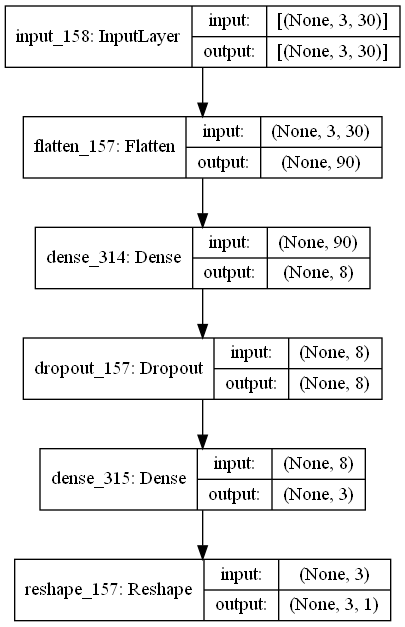 input_158: InputLayer
input: [(None, 3, 30)]
output: [(None, 3, 30)]
flatten_157: Flatten
input: (None, 3, 30)
output: (None, 90)
dense_314: Dense
input: (None, 90)
output: (None, 8)
dropout_157: Dropout
input: (None, 8)
output: (None, 8)
dense_315: Dense
input: (None, 8)
output: (None, 3)
reshape_157: Reshape
input: (None, 3)
output: (None, 3, 1)